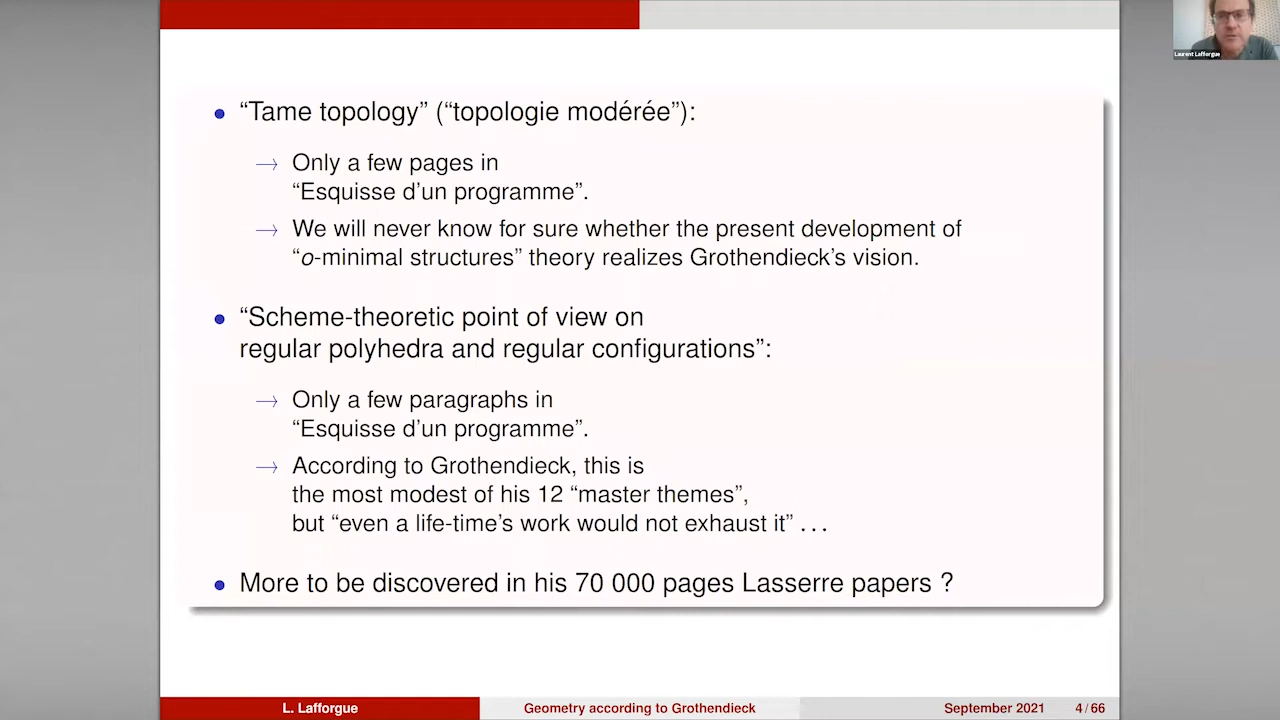 Laurent Lafforgue
• “Tame topology” (“topologie modérée”):
→ Only a few pages in
“Esquisse d’un programme”.
→ We will never know for sure whether the present development of
“o-minimal structures” theory realizes Grothendieck’s vision.
• “Scheme-theoretic point of view on
regular polyhedra and regular configurations”:
→ Only a few paragraphs in
“Esquisse d’un programme”.
→ According to Grothendieck, this is
the most modest of his 12 “master themes”,
but “even a life-time’s work would not exhaust it” . . .
• More to be discovered in his 70 000 pages Lasserre papers ?
L. Lafforgue Geometry according to Grothendieck September 2021 4 / 66